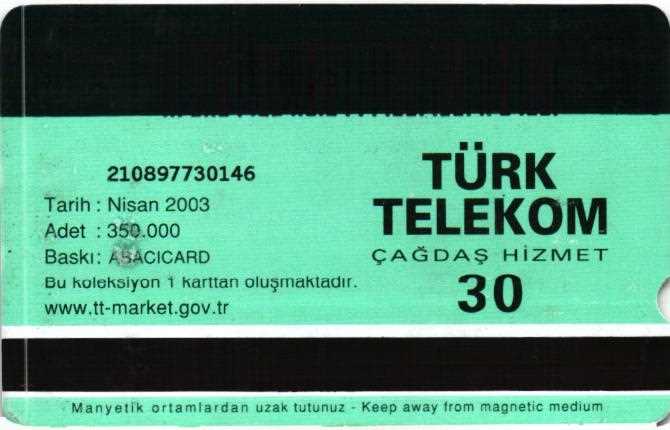 210897730146
Tarih : Nisan 2003
Adet : 350.000
Baskı: ABACICARD
Bu koleksiyon 1 karttan oluşmaktadır.
www.tt-market.gov.tr
TÜRK
TELEKOM
ÇAĞDAŞ HİZMET
30
Manyetik ortamlardan uzak tutunuz - Keep away from magnetic medium